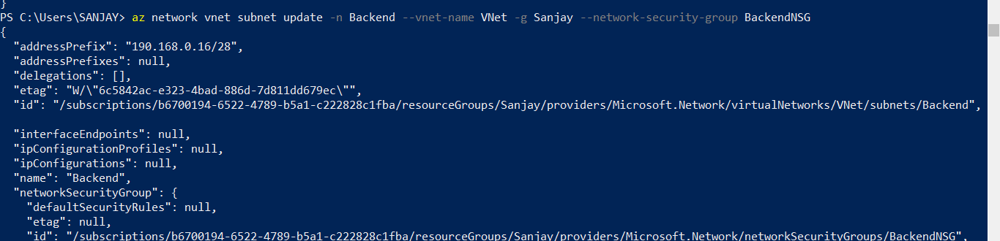 }
PS C:\Users\SANJAY> az network vnet subnet update -n Backend --vnet-name VNet -g Sanjay --network-security-group BackendNSG
{
  "addressPrefix": "190.168.0.16/28",
  "addressPrefixes": null,
  "delegations": [],
  "etag": "W/\"6c5842ac-e323-4bad-886d-7d811dd679ec\"",
  "id": "/subscriptions/b6700194-6522-4789-b5a1-c222828c1fba/resourceGroups/Sanjay/providers/Microsoft.Network/virtualNetworks/VNet/subnets/Backend",
  "interfaceEndpoints": null,
  "ipConfigurationProfiles": null,
  "ipConfigurations": null,
  "name": "Backend",
  "networkSecurityGroup": {
    "defaultSecurityRules": null,
    "etag": null,
    "id": "/subscriptions/b6700194-6522-4789-b5a1-c222828c1fba/resourceGroups/Sanjay/providers/Microsoft.Network/networkSecurityGroups/BackendNSG",